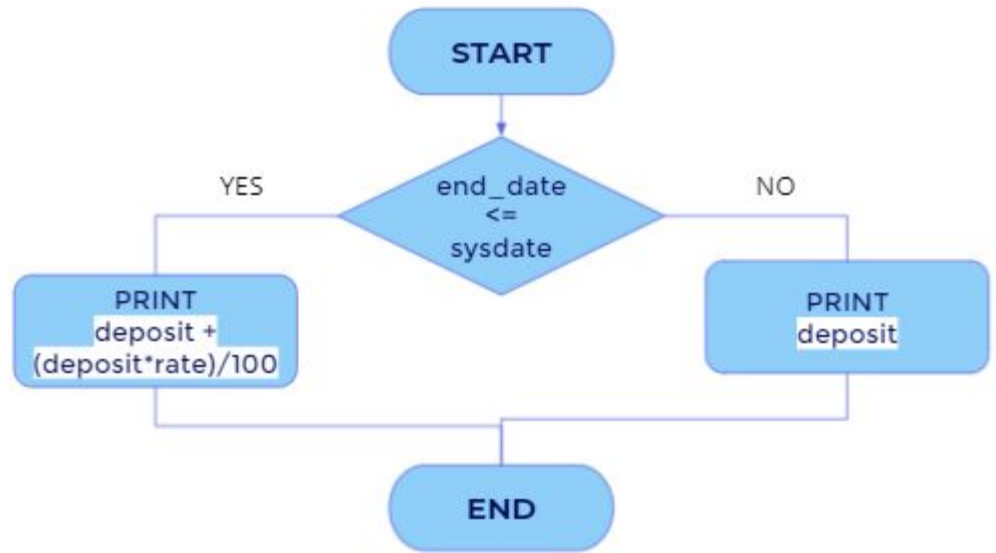 START
YES
end_date
<=
sysdate
NO
PRINT
deposit +
(deposit*rate)/100
PRINT
deposit
END